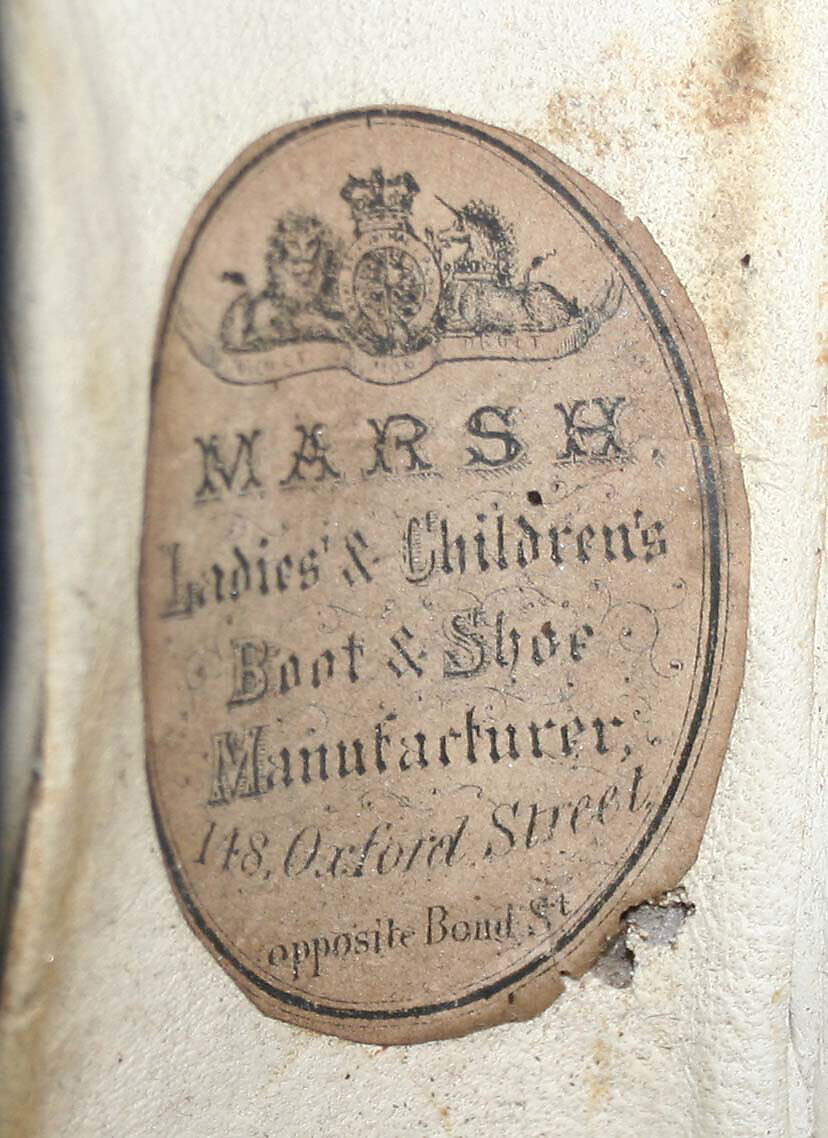 MARSH.
Ladies' & Children's
Boot & Shoe
Manufacturer,
148, Oxford Street,
opposite Bond St